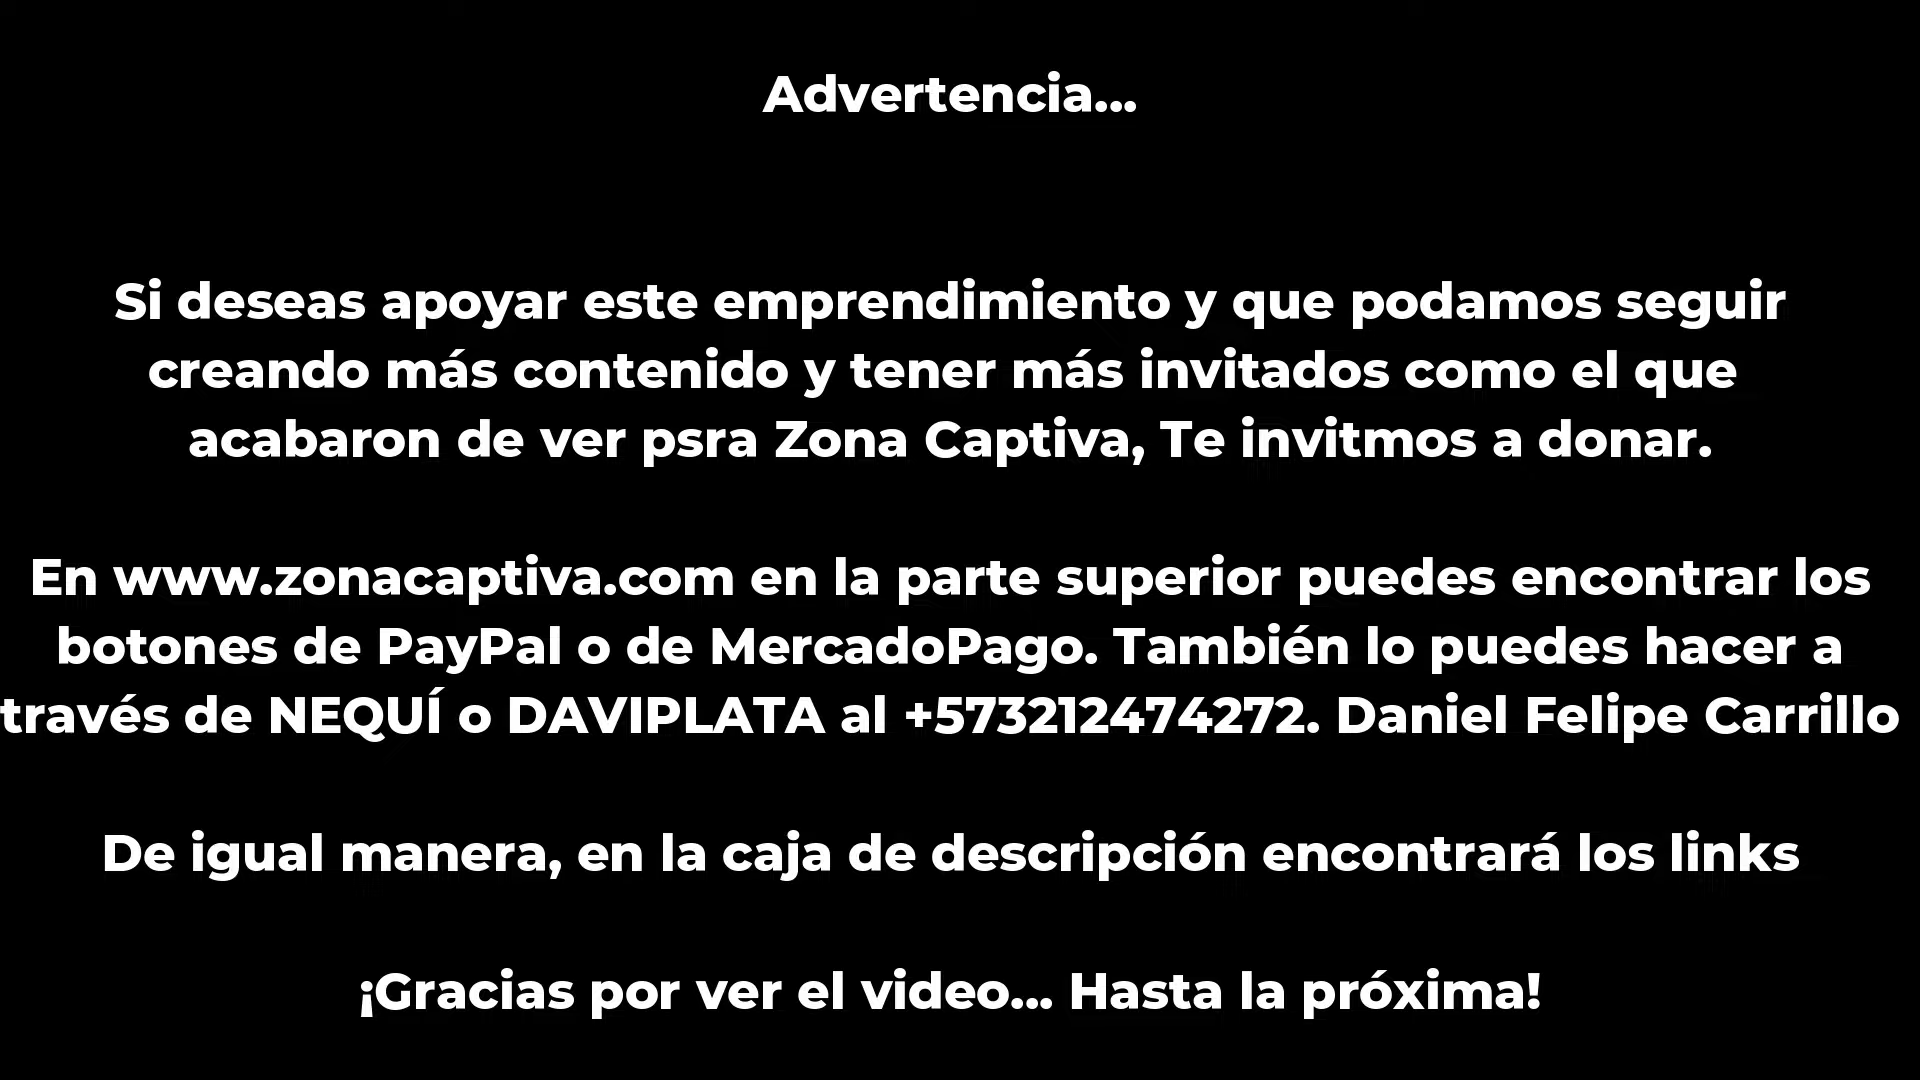 Advertencia...
Si deseas apoyar este emprendimiento y que podamos seguir
creando más contenido y tener más invitados como el que
acabaron de ver psra Zona Captiva, Te invitmos a donar.
En www.zonacaptiva.com en la parte superior puedes encontrar los
botones de PayPal o de MercadoPago. También lo puedes hacer a
través de NEQUÍ o DAVIPLATA al +573212474272. Daniel Felipe Carrillo
De igual manera, en la caja de descripción encontrará los links
¡Gracias por ver el video... Hasta la próxima!